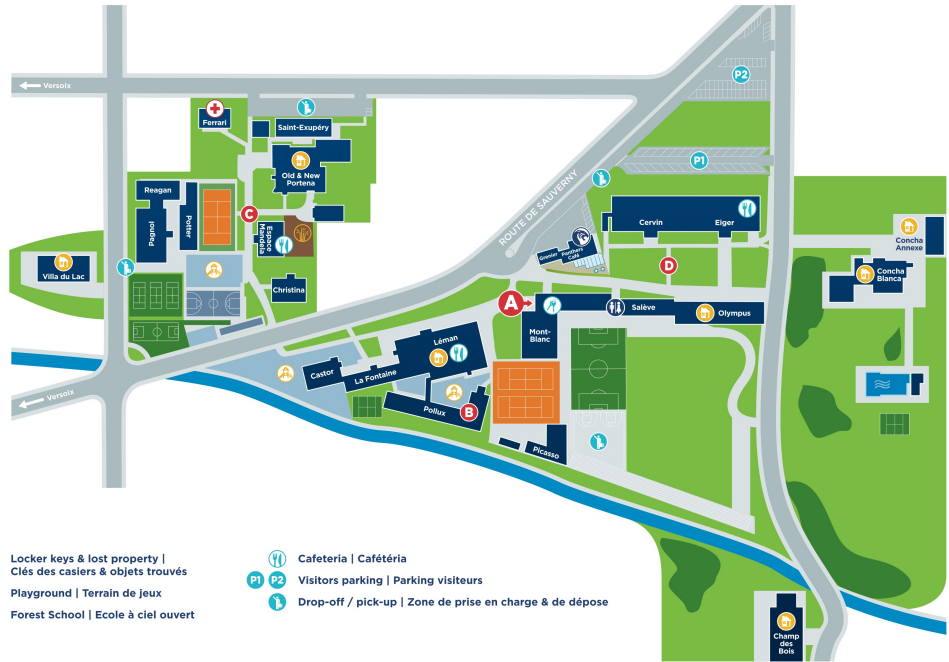 P2
Versoix
Ferrari
Saint-Exupéry
P1
Old & New
Portena
ROUTE DE SAUVERNY
Reagan
Potter
Pagnol
C
Espace
Mandela
Cervin
Eiger
Grenier
Panthers
Café
Concha
Annexe
D
Villa du Lac
Concha
Blanca
Christina
A
Salève
Olympus
Mont-
Blanc
Léman
Castor
La Fontaine
Versoix
Pollux
B
Picasso
Locker keys & lost property |
Clés des casiers & objets trouvés
Playground | Terrain de jeux
Forest School | Ecole à ciel ouvert
Cafeteria | Cafétéria
P1 P2 Visitors parking | Parking visiteurs
Drop-off / pick-up | Zone de prise en charge & de dépose
Champ
des
Bois